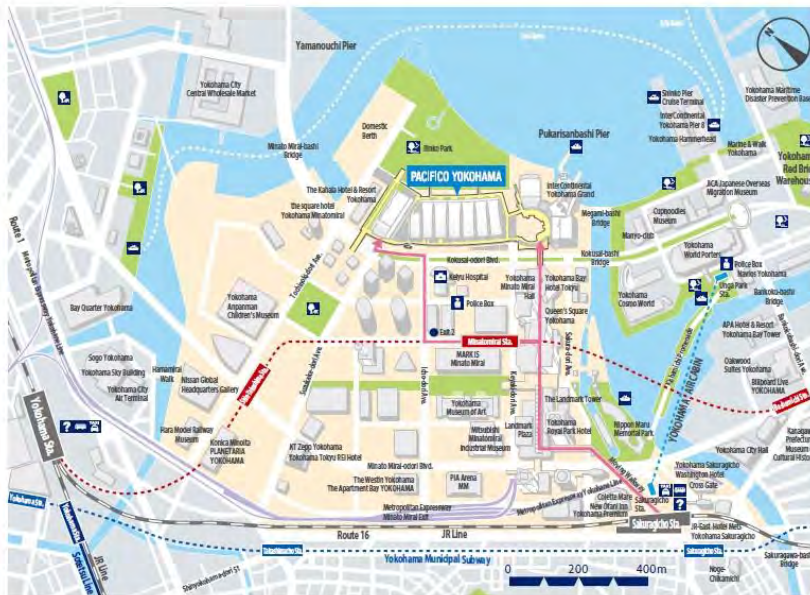 Yamanouchi Pier
Yokohama City
Central Wholesale Market
Domestic
Berth
Minato Mirai-bashi
Bridge
Rinko Park
Pukarisanbashi Pier
Shinko Pier
Cruise Terminal
InterContinental
Yokohama Pier 8
Yokohama Hammerhead
Yokohama Maritime
Disaster Prevention Base
Marine & Walk
Yokohama
Yokohama
Red Brick
Warehouse
JICA Japanese Overseas
Migration Museum
PACIFICO YOKOHAMA
The Kahala Hotel & Resort
Yokohama
the square hotel
Yokohama Minatomirai
InterContinental
Yokohama Grand
Megami-bashi
Bridge
Cupnoodles
Museum
Manyo-club
Kokusai-odori Blvd.
Kokusai-bashi
Bridge
Yokohama
World Porters
Police Box
Navios Yokohama
Unga Park
Sta.
Bankoku-bashi
Bridge
Yokohama
Cosmo World
Keiyu Hospital
Police Box
Exit 2
Yokohama
Minato Mirai
Hall
Yokohama Bay
Hotel Tokyu
Queen's Square
Yokohama
Route 1
Bay Quarter Yokohama
Yokohama
Anpanman
Children's Museum
Minatomirai Sta.
MARK IS
Minato Mirai
APA Hotel & Resort
Yokohama Bay Tower
Oakwood
Suites Yokohama
Billboard Live
YOKOHAMA
YOKOHAMA AIR CABIN
Sogo Yokohama
Yokohama Sky Building
Yokohama City
Air Terminal
Hamamirai
Walk
Nissan Global
Headquarters Gallery
Yokohama
Museum of Art
The Landmark Tower
Nippon Maru
Memorial Park
Yokohama Sta.
Hara Model Railway
Museum
Konica Minolta
PLANETARIA
YOKOHAMA
KT Zepp Yokohama
Yokohama Tokyu REI Hotel
Mitsubishi
Minatomirai
Industrial Museum
Landmark
Plaza
Yokohama
Royal Park Hotel
Yokohama City Hall
Minato Mirai-odori Blvd.
The Westin Yokohama
The Apartment Bay YOKOHAMA
PIA Arena
MM
Yokohama Sakuragicho
Washington Hotel
Cross Gate
Sakuragicho
Sta.
Metropolitan Expressway
Minato Mirai Exit
Colette Mare
New Otani Inn
Yokohama Premium
Sakuragicho Sta.
JR-East Hotel Mets
Yokohama Sakuragicho
Route 16
JR Line
Takashimacho Sta.
Yokohama Municipal Subway
Sakuragicho Sta.
Noge-
Chikamichi
Sakuragawa-bashi
Bridge
JR Line
Sotetsu Line
0 200 400m